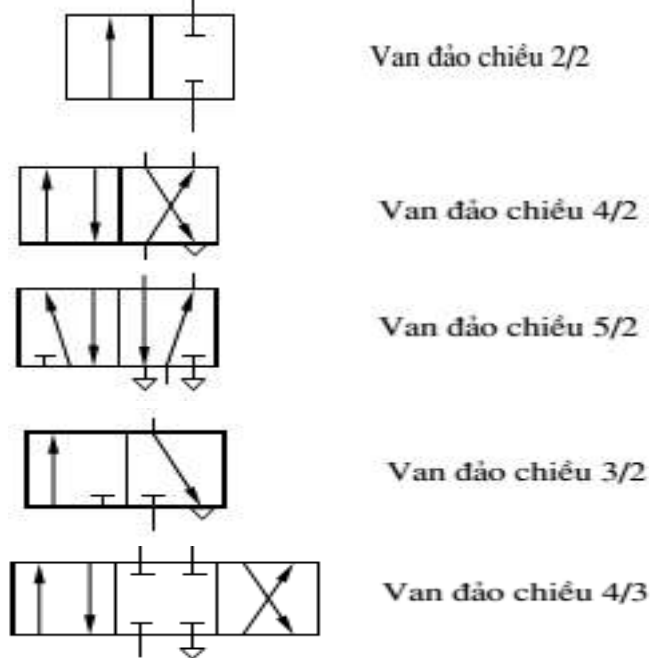 Van đảo chiều 2/2
Van đảo chiều 4/2
Van đảo chiều 5/2
Van đảo chiều 3/2
Van đảo chiều 4/3